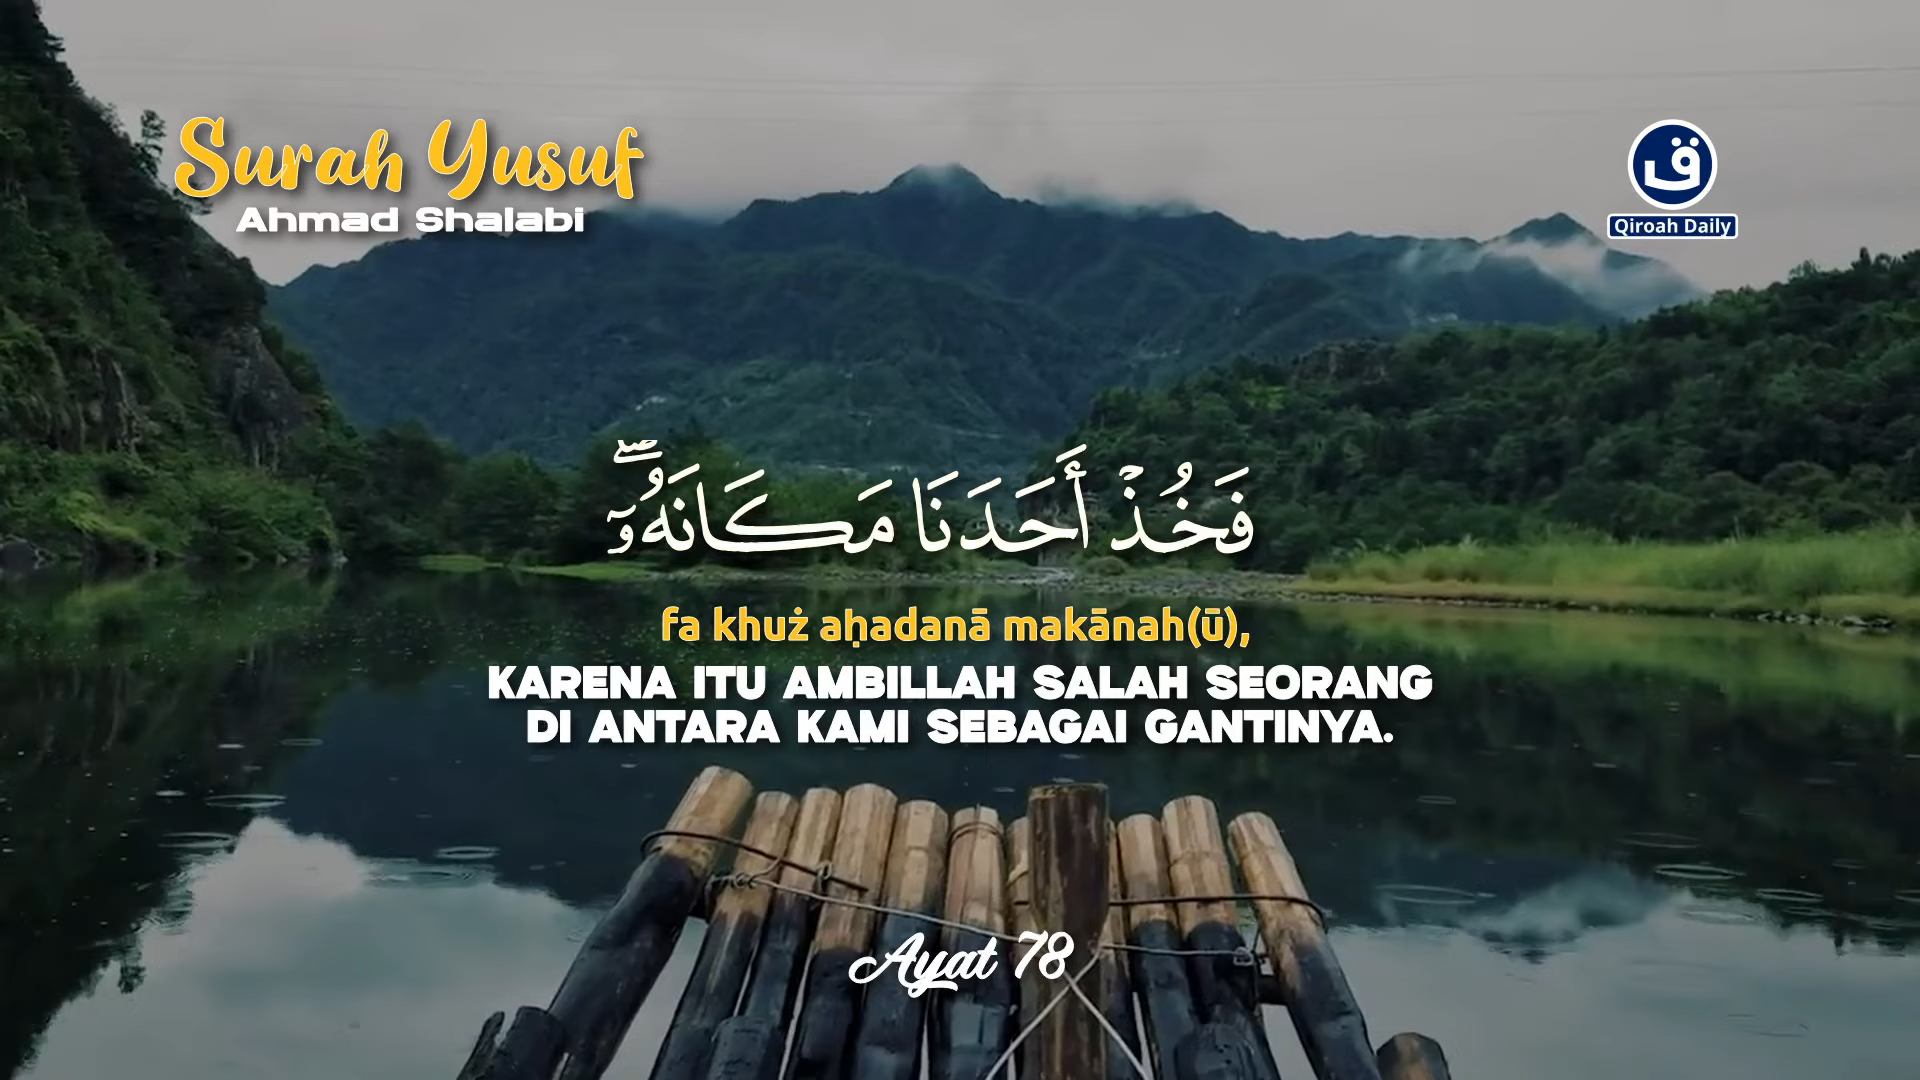 Surah Yusuf
Ahmad Shalabi
ق
Qiroah Daily
فَخُذْ أَحَدَنَا مَكَانَهُۥٓ ۖ
fa khuż aḥadanā makānah(ū),
KARENA ITU AMBILLAH SALAH SEORANG
DI ANTARA KAMI SEBAGAI GANTINYA.
Ayat 78